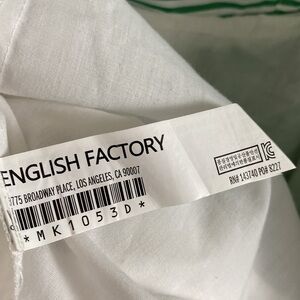 ENGLISH FACTORY
3775 BROADWAY PLACE, LOS ANGELES, CA 90007
*MK1053D*
RN# 143740 PO# 8227